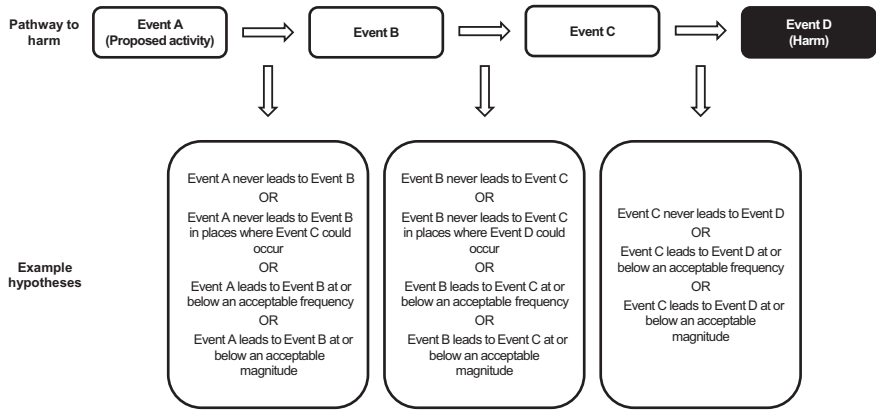 Pathway to
harm
Event A
(Proposed activity)
Event B
Event C
Event D
(Harm)
Example
hypotheses
Event A never leads to Event B
OR
Event A never leads to Event B
in places where Event C could
occur
OR
Event A leads to Event B at or
below an acceptable frequency
OR
Event A leads to Event B at or
below an acceptable
magnitude
Event B never leads to Event C
OR
Event B never leads to Event C
in places where Event D could
occur
OR
Event B leads to Event C at or
below an acceptable frequency
OR
Event B leads to Event C at or
below an acceptable
magnitude
Event C never leads to Event D
OR
Event C leads to Event D at or
below an acceptable frequency
OR
Event C leads to Event D at or
below an acceptable
magnitude